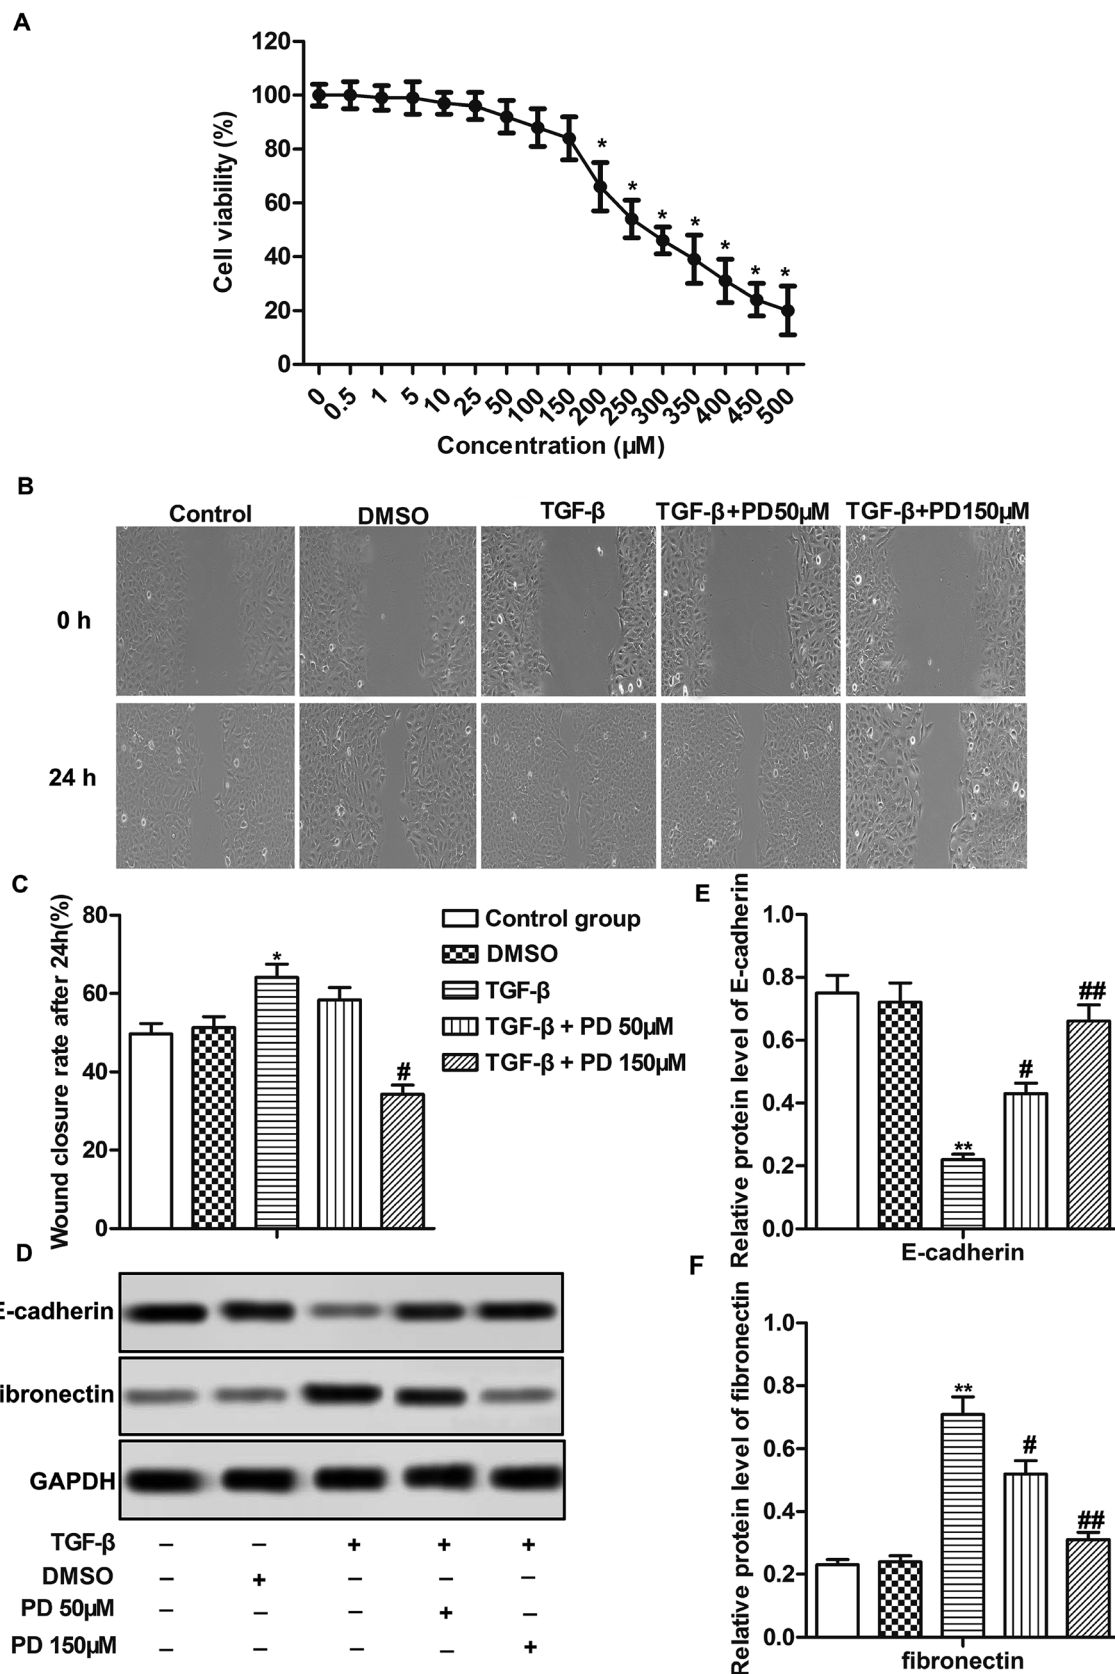 A
120
100
80
60
40
20
0
Cell viability (%)
*
*
*
*
*
*
*
0
0.5
1
5
10
25
50
100
150
200
250
300
350
400
450
500
Concentration (µM)
B
Control
DMSO
TGF-β
TGF-β+PD50µM
TGF-β+PD150µM
0 h
24 h
C
Wound closure rate after 24h(%)
80
60
40
20
0
*
#
Control group
DMSO
TGF-β
TGF-β + PD 50µM
TGF-β + PD 150µM
E
Relative protein level of E-cadherin
1.0
0.8
0.6
0.4
0.2
0.0
**
#
##
E-cadherin
D
E-cadherin
ibronectin
GAPDH
TGF-β – – + + +
DMSO – + – – –
PD 50µM – – – + –
PD 150µM – – – – +
F
Relative protein level of fibronectin
1.0
0.8
0.6
0.4
0.2
0.0
**
#
##
fibronectin